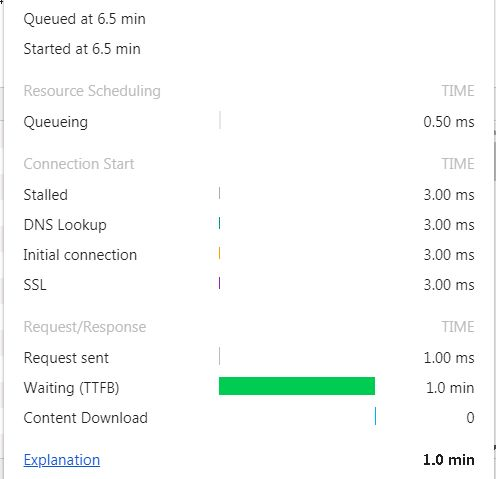 Queued at 6.5 min
Started at 6.5 min
Resource Scheduling TIME
Queueing 0.50 ms
Connection Start TIME
Stalled 3.00 ms
DNS Lookup 3.00 ms
Initial connection 3.00 ms
SSL 3.00 ms
Request/Response TIME
Request sent 1.00 ms
Waiting (TTFB) 1.0 min
Content Download 0
Explanation 1.0 min